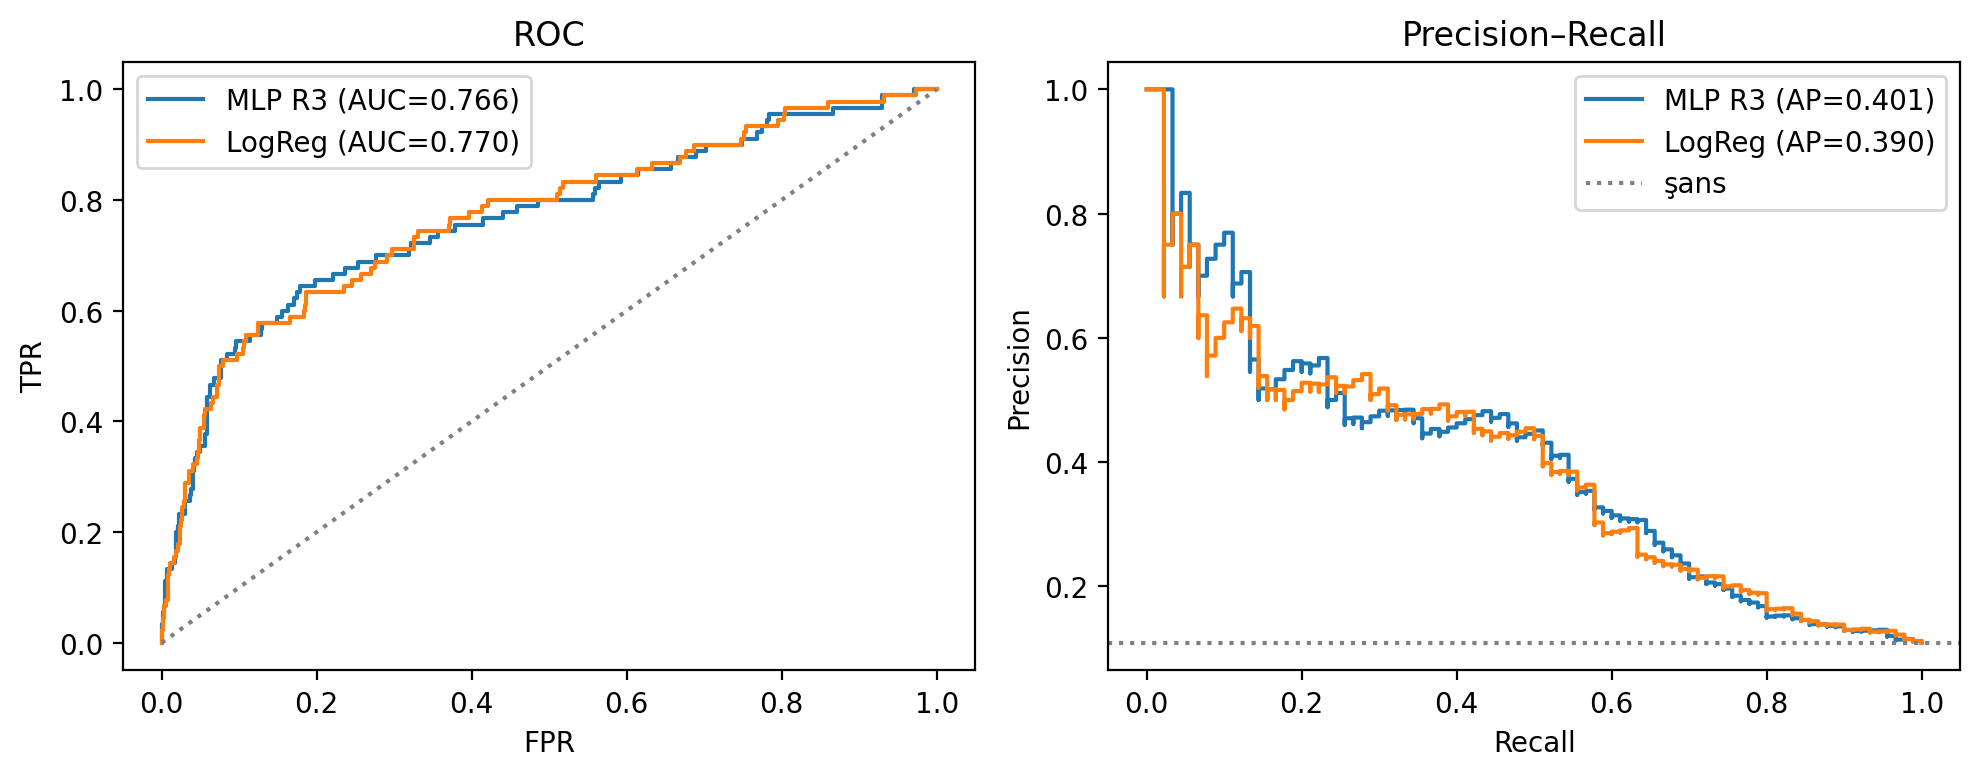 ROC
MLP R3 (AUC=0.766)
LogReg (AUC=0.770)
1.0
0.8
0.6
0.4
0.2
0.0
TPR
0.0 0.2 0.4 0.6 0.8 1.0
FPR
Precision–Recall
MLP R3 (AP=0.401)
LogReg (AP=0.390)
şans
1.0
0.8
0.6
0.4
0.2
Precision
0.0 0.2 0.4 0.6 0.8 1.0
Recall